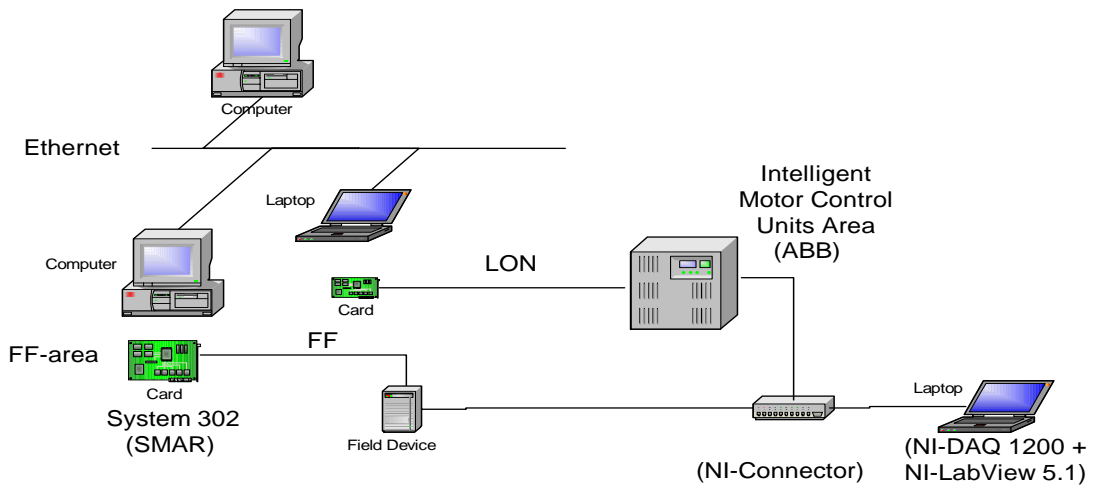 Computer
Ethernet
Intelligent
Motor Control
Units Area
(ABB)
Laptop
Computer
LON
Card
FF
FF-area
Card
System 302
(SMAR)
Field Device
Laptop
(NI-Connector)
(NI-DAQ 1200 +
NI-LabView 5.1)